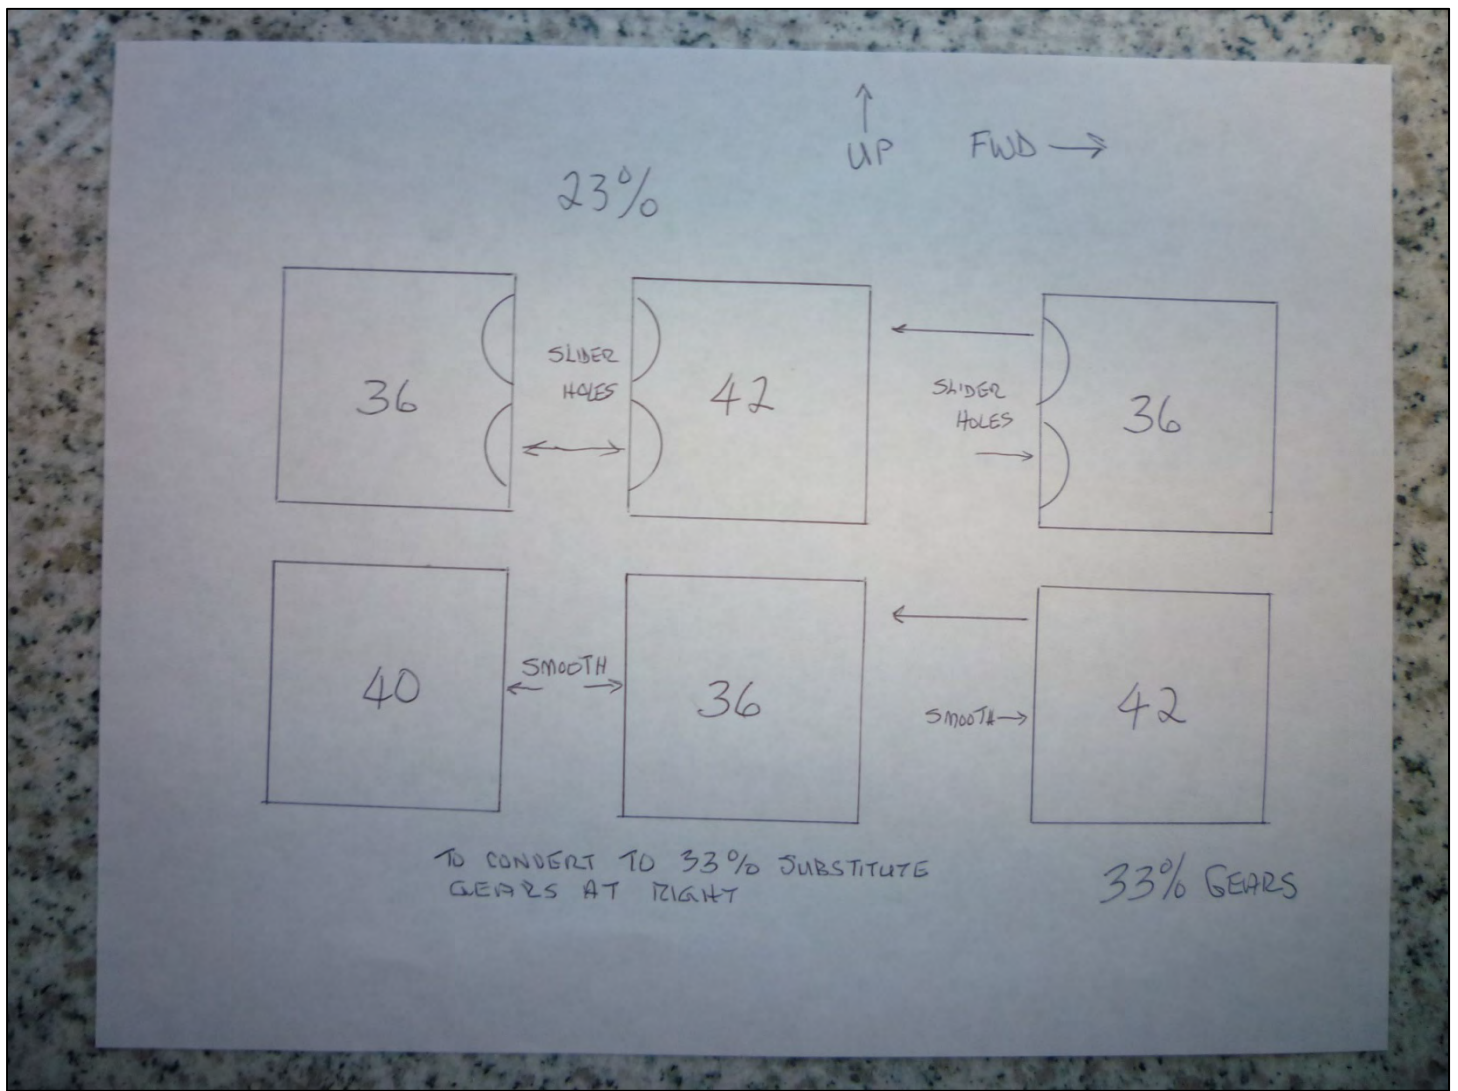 UP
FWD
23%
SLIDER
HOLES
36
42
SLIDER
HOLES
36
40
SMOOTH
36
SMOOTH
42
TO CONVERT TO 33% SUBSTITUTE
GEARS AT RIGHT
33% GEARS